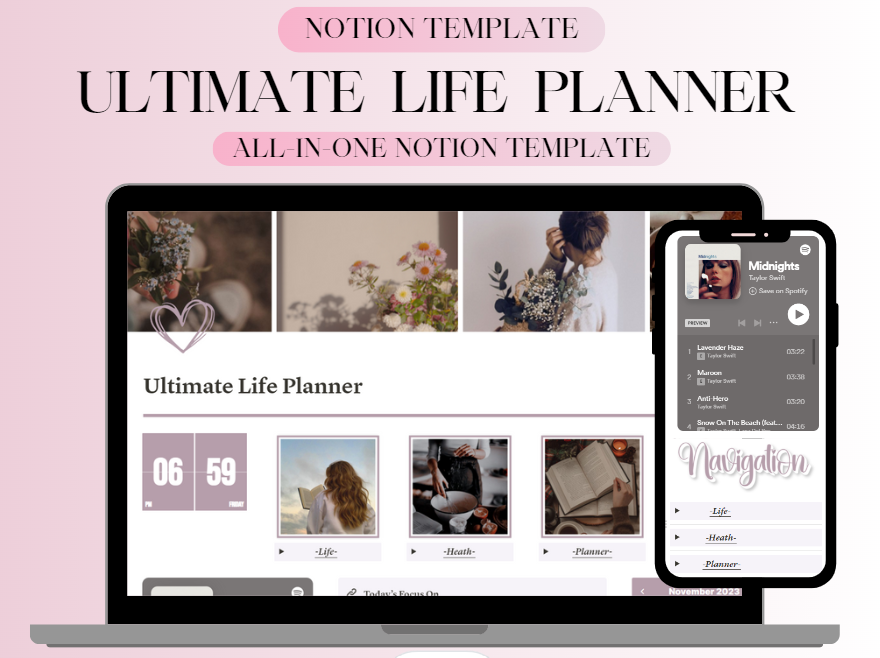 NOTION TEMPLATE
ULTIMATE LIFE PLANNER
ALL-IN-ONE NOTION TEMPLATE
Ultimate Life Planner
06 59
PM FRIDAY
-Life-
-Heath-
-Planner-
Today's Focus On
November 2023
Midnights
Midnights
Taylor Swift
Save on Spotify
PREVIEW
1 Lavender Haze 03:22
E Taylor Swift
2 Maroon 03:38
E Taylor Swift
3 Anti-Hero 03:20
Taylor Swift
4 Snow On The Beach (feat... 04:16
Navigation
-Life-
-Heath-
-Planner-